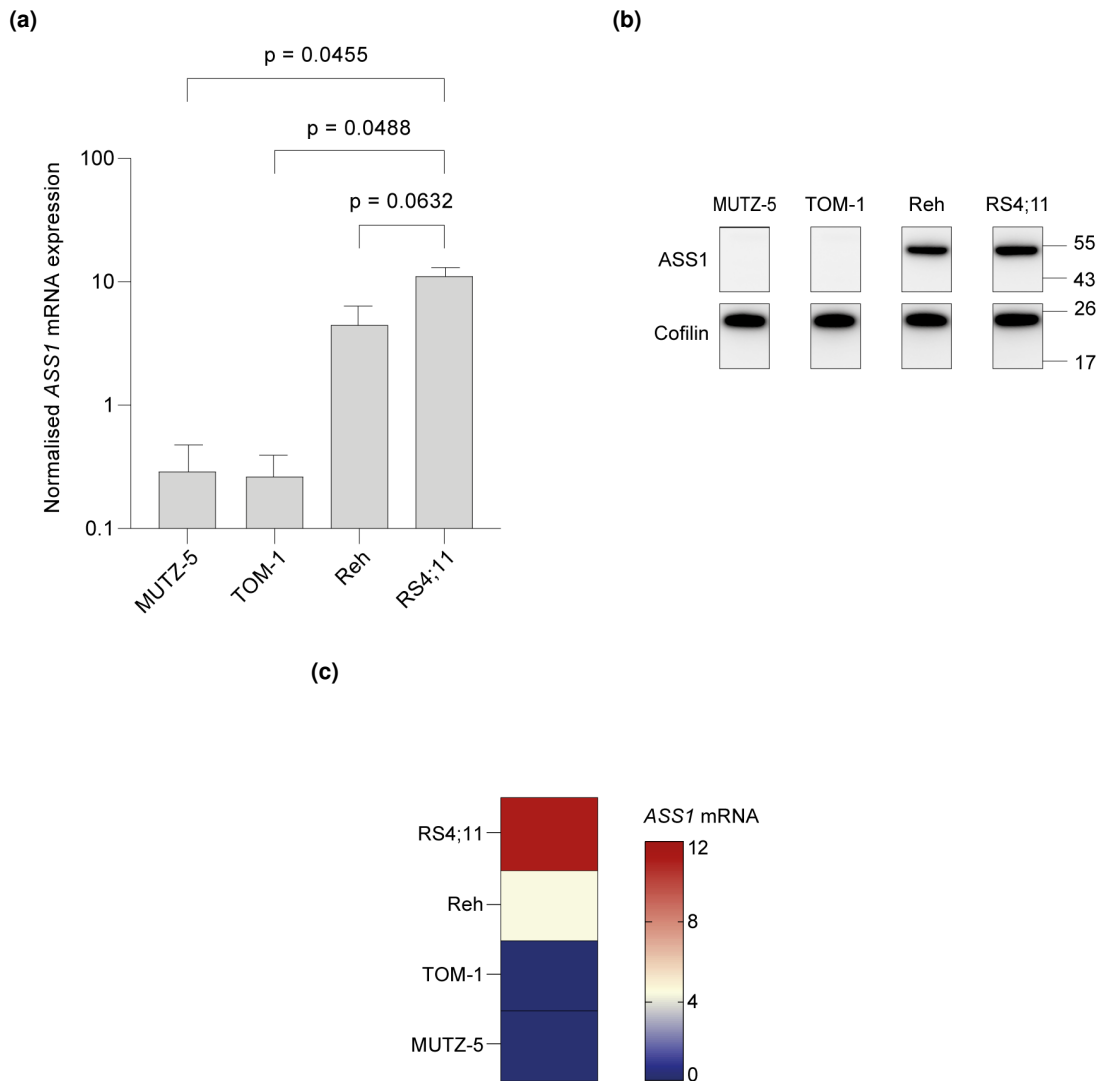 (a)
p = 0.0455
p = 0.0488
p = 0.0632
Normalised ASS1 mRNA expression
100
10
1
0.1
MUTZ-5
TOM-1
Reh
RS4;11
(b)
MUTZ-5 TOM-1 Reh RS4;11
ASS1
55
43
Cofilin
26
17
(c)
RS4;11
Reh
TOM-1
MUTZ-5
ASS1 mRNA
12
8
4
0